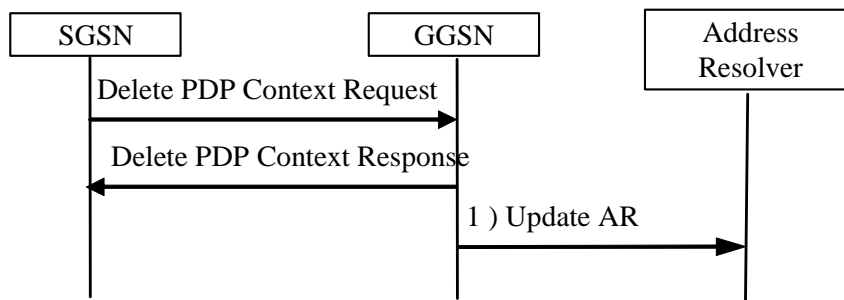 SGSN
GGSN
Address
Resolver
Delete PDP Context Request
Delete PDP Context Response
1 ) Update AR